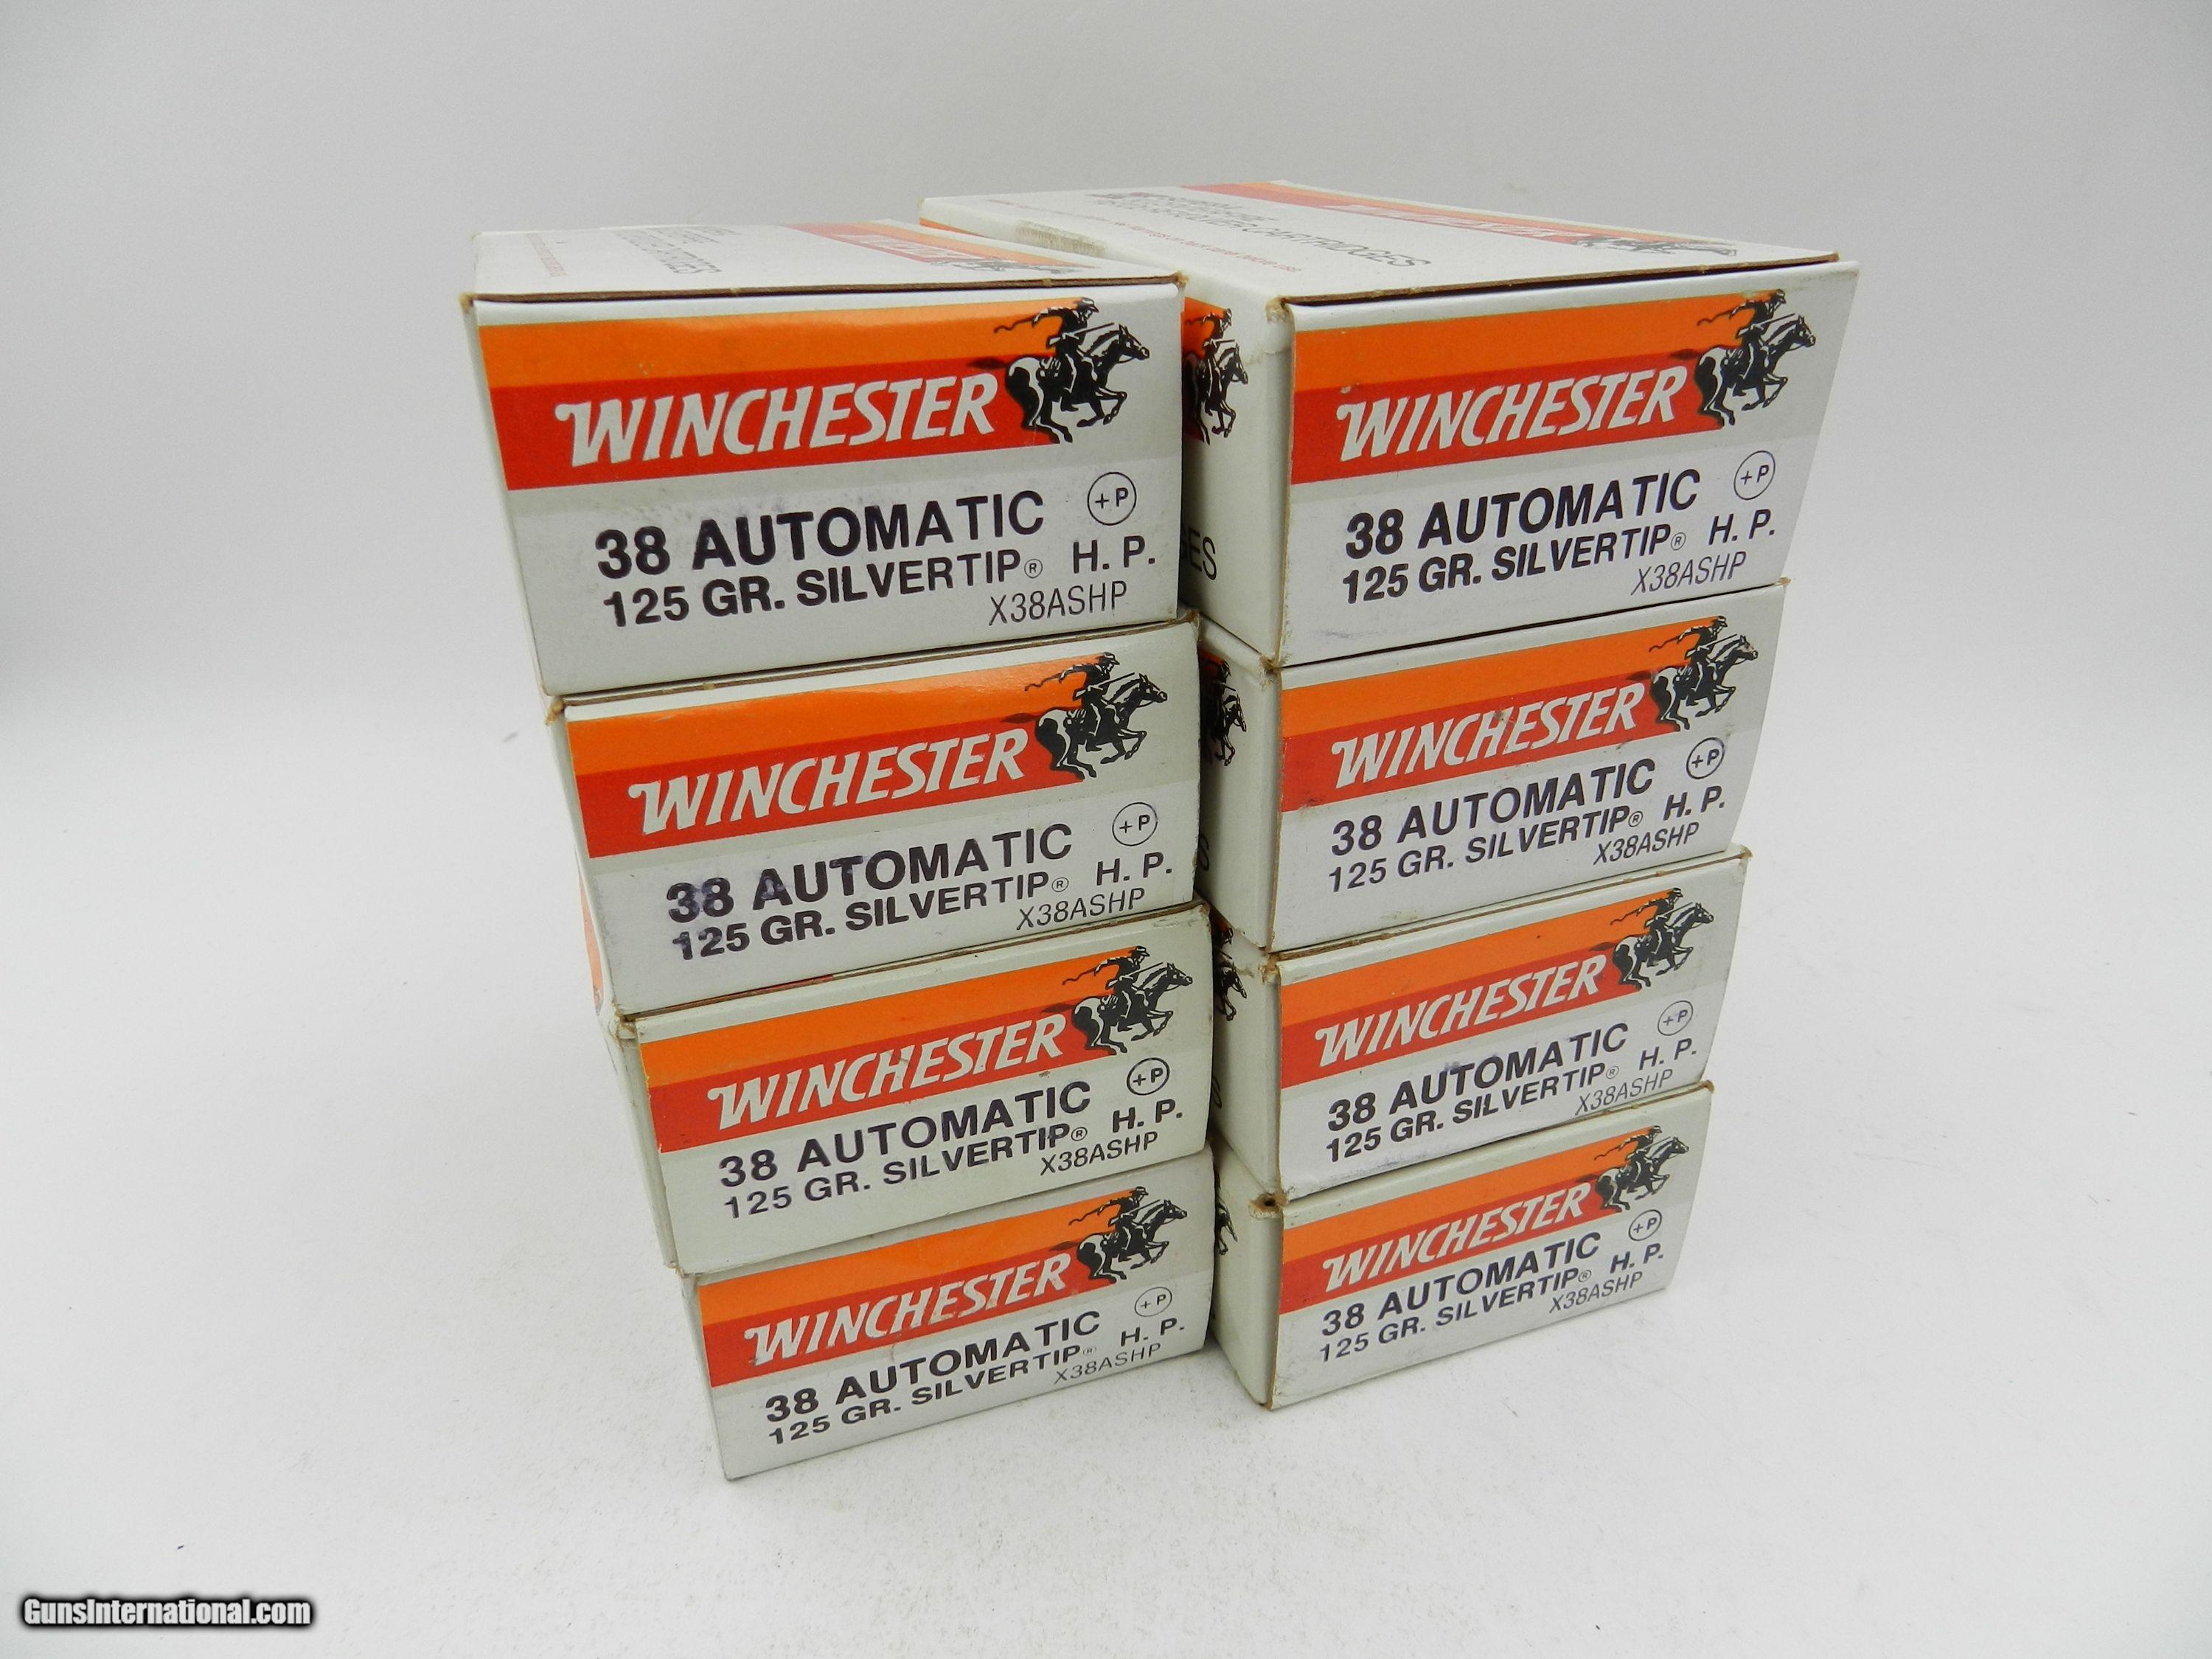 WINCHESTER
38 AUTOMATIC +P
125 GR. SILVERTIP® H. P.
X38ASHP
CARTRIDGES
WINCHESTER
WINCHESTER
38 AUTOMATIC +P
125 GR. SILVERTIP® H. P.
X38ASHP
ES
WINCHESTER
38 AUTOMATIC +P
125 GR. SILVERTIP® H. P.
X38ASHP
WINCHESTER
38 AUTOMATIC +P
125 GR. SILVERTIP® H. P.
X38ASHP
WINCHESTER
38 AUTOMATIC +P
125 GR. SILVERTIP® H. P.
X38ASHP
WINCHESTER
38 AUTOMATIC +P
125 GR. SILVERTIP® H. P.
X38ASHP
WINCHESTER
38 AUTOMATIC +P
125 GR. SILVERTIP® H. P.
X38ASHP
WINCHESTER
38 AUTOMATIC +P
125 GR. SILVERTIP® H. P.
X38ASHP
GunsInternational.com